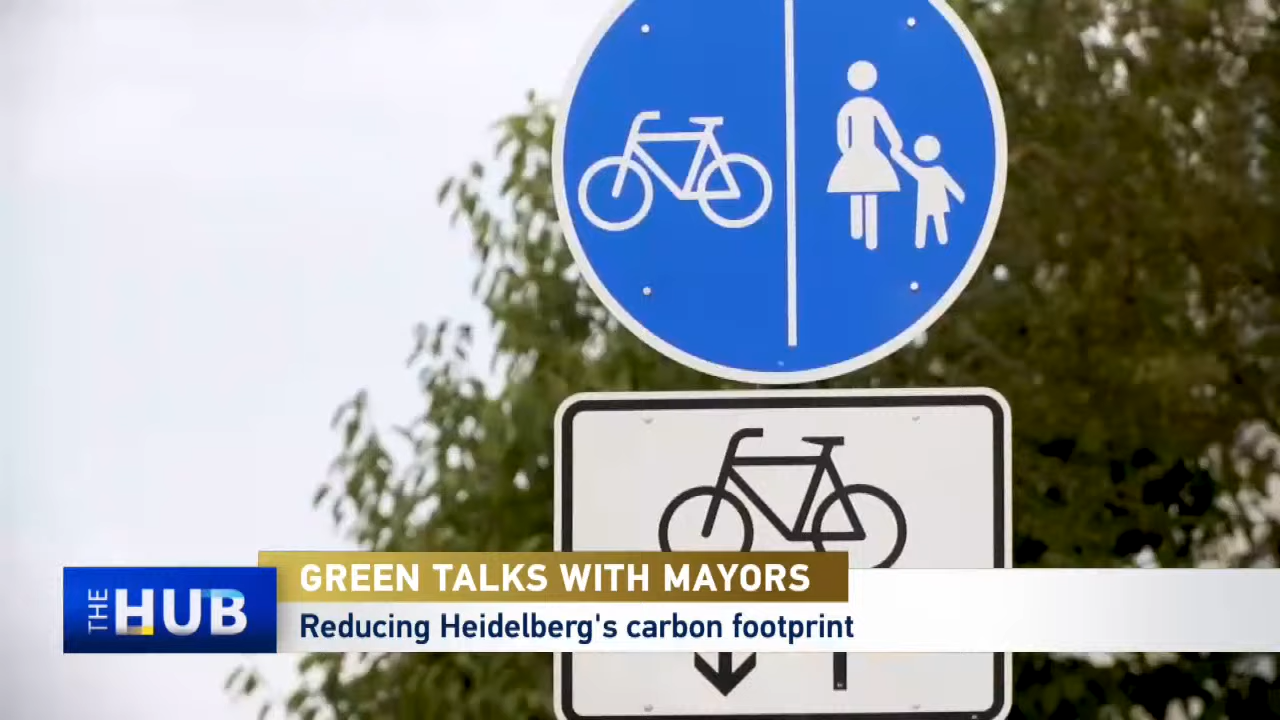 GREEN TALKS WITH MAYORS
THE HUB
Reducing Heidelberg's carbon footprint